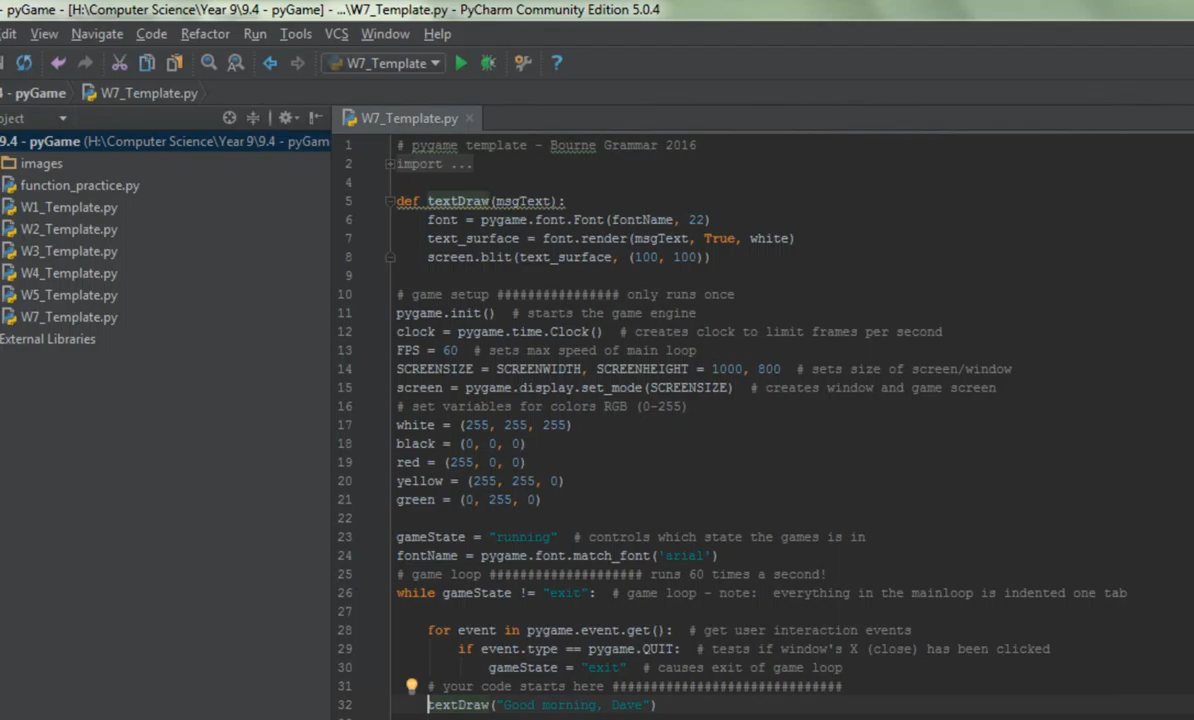 - pyGame - [H:\Computer Science\Year 9\9.4 - pyGame] - ...\W7_Template.py - PyCharm Community Edition 5.0.4
dit View Navigate Code Refactor Run Tools VCS Window Help
W7_Template
4 - pyGame W7_Template.py
oject
W7_Template.py
9.4 - pyGame (H:\Computer Science\Year 9\9.4 - pyGam
images
function_practice.py
W1_Template.py
W2_Template.py
W3_Template.py
W4_Template.py
W5_Template.py
W7_Template.py
External Libraries
1 # pygame template - Bourne Grammar 2016
2 import ...
4
5 def textDraw(msgText):
6 font = pygame.font.Font(fontName, 22)
7 text_surface = font.render(msgText, True, white)
8 screen.blit(text_surface, (100, 100))
9
10 # game setup ################ only runs once
11 pygame.init() # starts the game engine
12 clock = pygame.time.Clock() # creates clock to limit frames per second
13 FPS = 60 # sets max speed of main loop
14 SCREENSIZE = SCREENWIDTH, SCREENHEIGHT = 1000, 800 # sets size of screen/window
15 screen = pygame.display.set_mode(SCREENSIZE) # creates window and game screen
16 # set variables for colors RGB (0-255)
17 white = (255, 255, 255)
18 black = (0, 0, 0)
19 red = (255, 0, 0)
20 yellow = (255, 255, 0)
21 green = (0, 255, 0)
22
23 gameState = "running" # controls which state the games is in
24 fontName = pygame.font.match_font('arial')
25 # game loop #################### runs 60 times a second!
26 while gameState != "exit": # game loop - note: everything in the mainloop is indented one tab
27
28 for event in pygame.event.get(): # get user interaction events
29 if event.type == pygame.QUIT: # tests if window's X (close) has been clicked
30 gameState = "exit" # causes exit of game loop
31 # your code starts here ##############################
32 textDraw("Good morning, Dave")